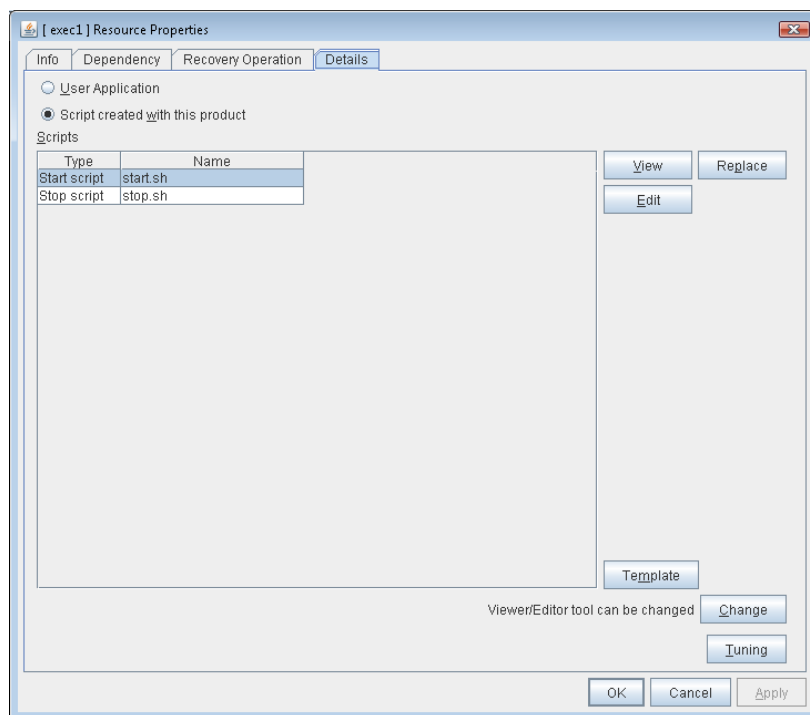 [ exec1 ] Resource Properties
Info Dependency Recovery Operation Details
User Application
Script created with this product
Scripts
Type Name
Start script start.sh
Stop script stop.sh
View Replace
Edit
Template
Viewer/Editor tool can be changed Change
Tuning
OK Cancel Apply